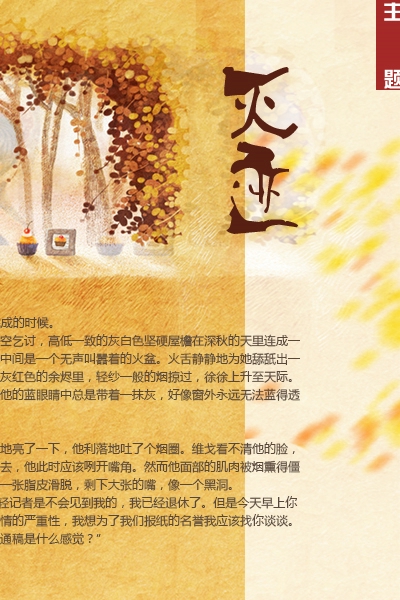 主
题
火
成的时候。
空乞讨，高低一致的灰白色坚硬屋檐在深秋的天里连成一
中间是一个无声叫嚣着的火盆。火舌静静地为她舔舐出一
灰红色的余烬里，轻纱一般的烟掠过，徐徐上升至天际。
他的蓝眼睛中总是带着一抹灰，好像窗外永远无法蓝得透
地亮了一下，他利落地吐了个烟圈。维戈看不清他的脸，
去，他此时应该咧开嘴角。然而他面部的肌肉被烟熏得僵
一张脂皮滑脱，剩下大张的嘴，像一个黑洞。
轻记者是不会见到我的，我已经退休了。但是今天早上你
情的严重性，我想为了我们报纸的名誉我应该找你谈谈。
通稿是什么感觉？”